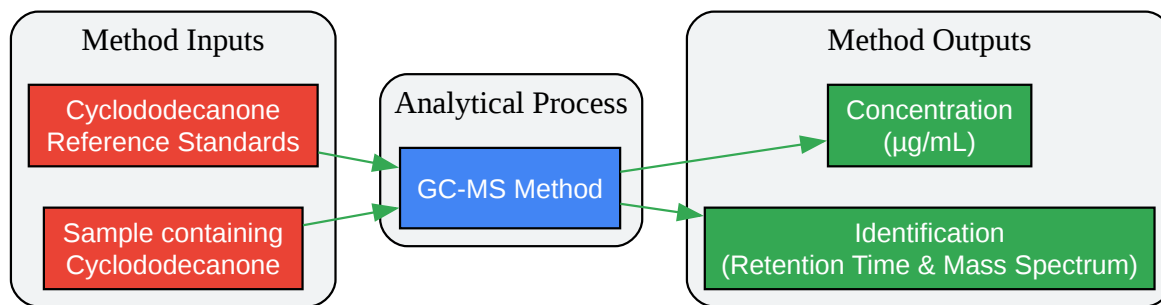 Method Inputs
Cyclododecanone
Reference Standards
Sample containing
Cyclododecanone
Analytical Process
GC-MS Method
Method Outputs
Concentration
(µg/mL)
Identification
(Retention Time & Mass Spectrum)